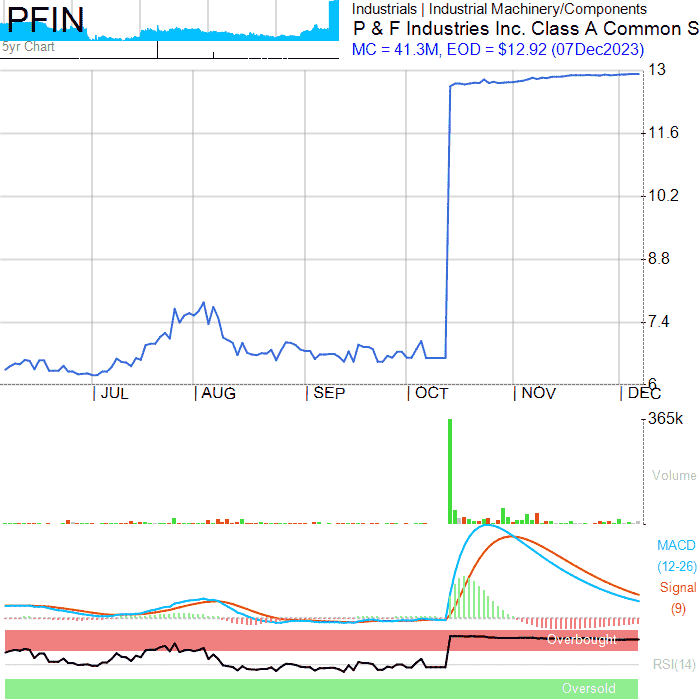 PFIN
5yr Chart
Industrials | Industrial Machinery/Components
P & F Industries Inc. Class A Common S
MC = 41.3M, EOD = $12.92 (07Dec2023)
13
11.6
10.2
8.8
7.4
6
JUL
AUG
SEP
OCT
NOV
DEC
365k
Volume
MACD
(12-26)
Signal
(9)
Overbought
RSI(14)
Oversold